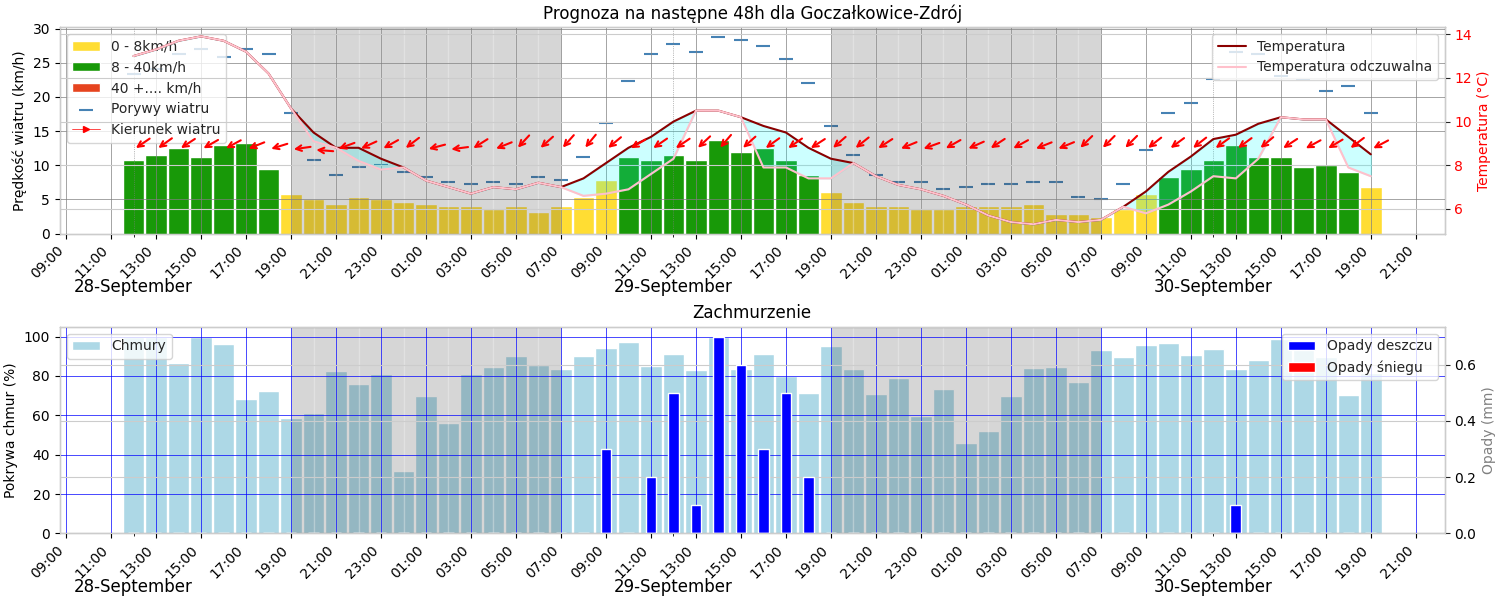 Prognoza na następne 48h dla Goczałkowice-Zdrój
Prędkość wiatru (km/h)
30
25
20
15
10
5
0
0 - 8km/h
8 - 40km/h
40 +.... km/h
Porywy wiatru
Kierunek wiatru
Temperatura
Temperatura odczuwalna
14
12
10
8
6
Temperatura (°C)
09:00 11:00 13:00 15:00 17:00 19:00 21:00 23:00 01:00 03:00 05:00 07:00 09:00 11:00 13:00 15:00 17:00 19:00 21:00 23:00 01:00 03:00 05:00 07:00 09:00 11:00 13:00 15:00 17:00 19:00 21:00
28-September 29-September 30-September
Zachmurzenie
Pokrywa chmur (%)
100
80
60
40
20
0
Chmury
Opady deszczu
Opady śniegu
0.6
0.4
0.2
0.0
Opady (mm)
09:00 11:00 13:00 15:00 17:00 19:00 21:00 23:00 01:00 03:00 05:00 07:00 09:00 11:00 13:00 15:00 17:00 19:00 21:00 23:00 01:00 03:00 05:00 07:00 09:00 11:00 13:00 15:00 17:00 19:00 21:00
28-September 29-September 30-September